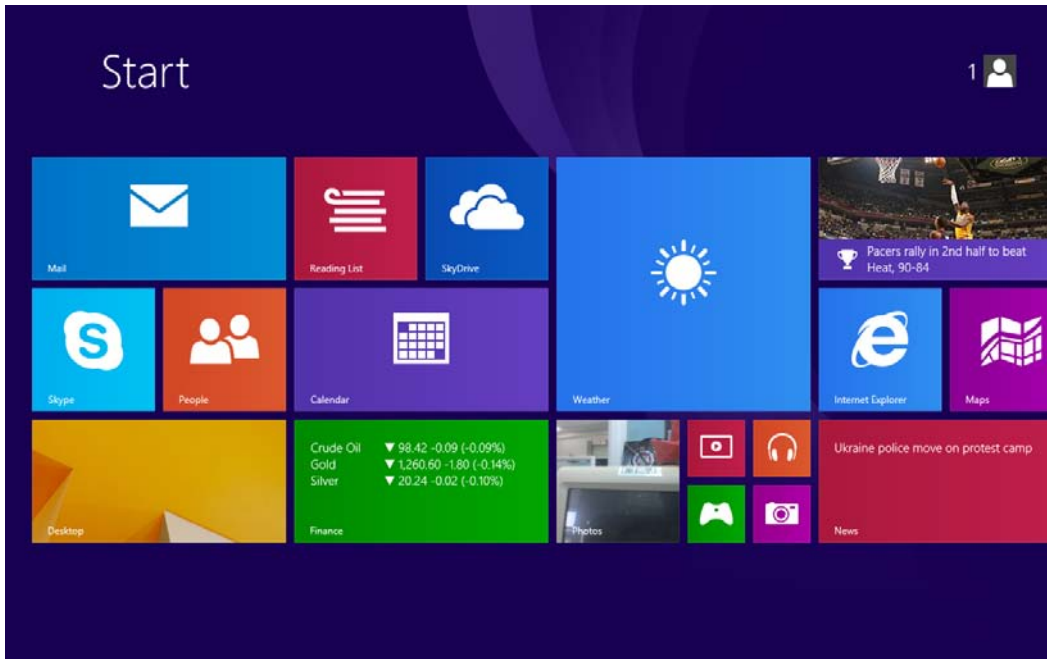 Start
1
Mail
Reading List
SkyDrive
Pacers rally in 2nd half to beat
Heat, 90-84
Skype
People
Calendar
Weather
Internet Explorer
Maps
Desktop
Crude Oil ▼ 98.42 -0.09 (-0.09%)
Gold ▼ 1,260.60 -1.80 (-0.14%)
Silver ▼ 20.24 -0.02 (-0.10%)
Finance
Photos
Ukraine police move on protest camp
News